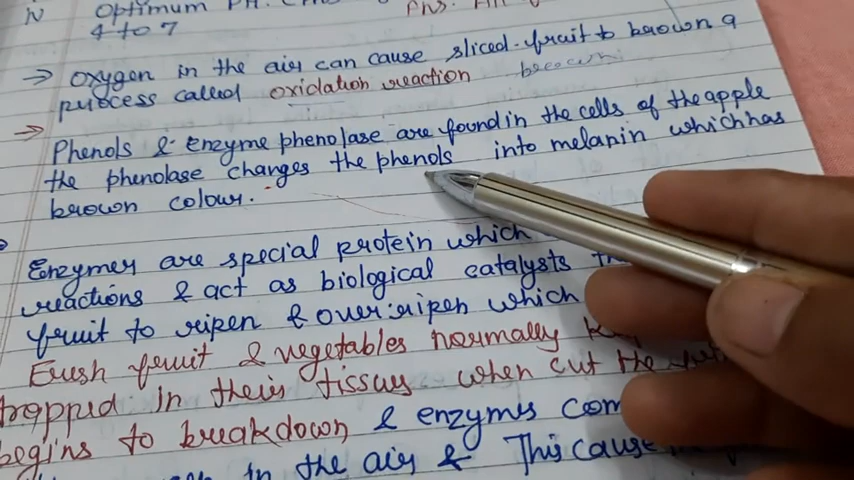 Optimum PH.
4 to 7
→ Oxygen in the air can cause sliced-fruit to brown a
process called oxidation reaction
→ Phenols & Enzyme phenolase are found in the cells of the apple
the phenolase changes the phenols into melanin which has
brown colour.
Enzymes are special protein which
reactions & act as biological catalysts
fruit to ripen & over-ripen which
Fresh fruit & vegetables normally
trapped in their tissues when cut the
begins to breakdown & enzymes com
in the air & This cause